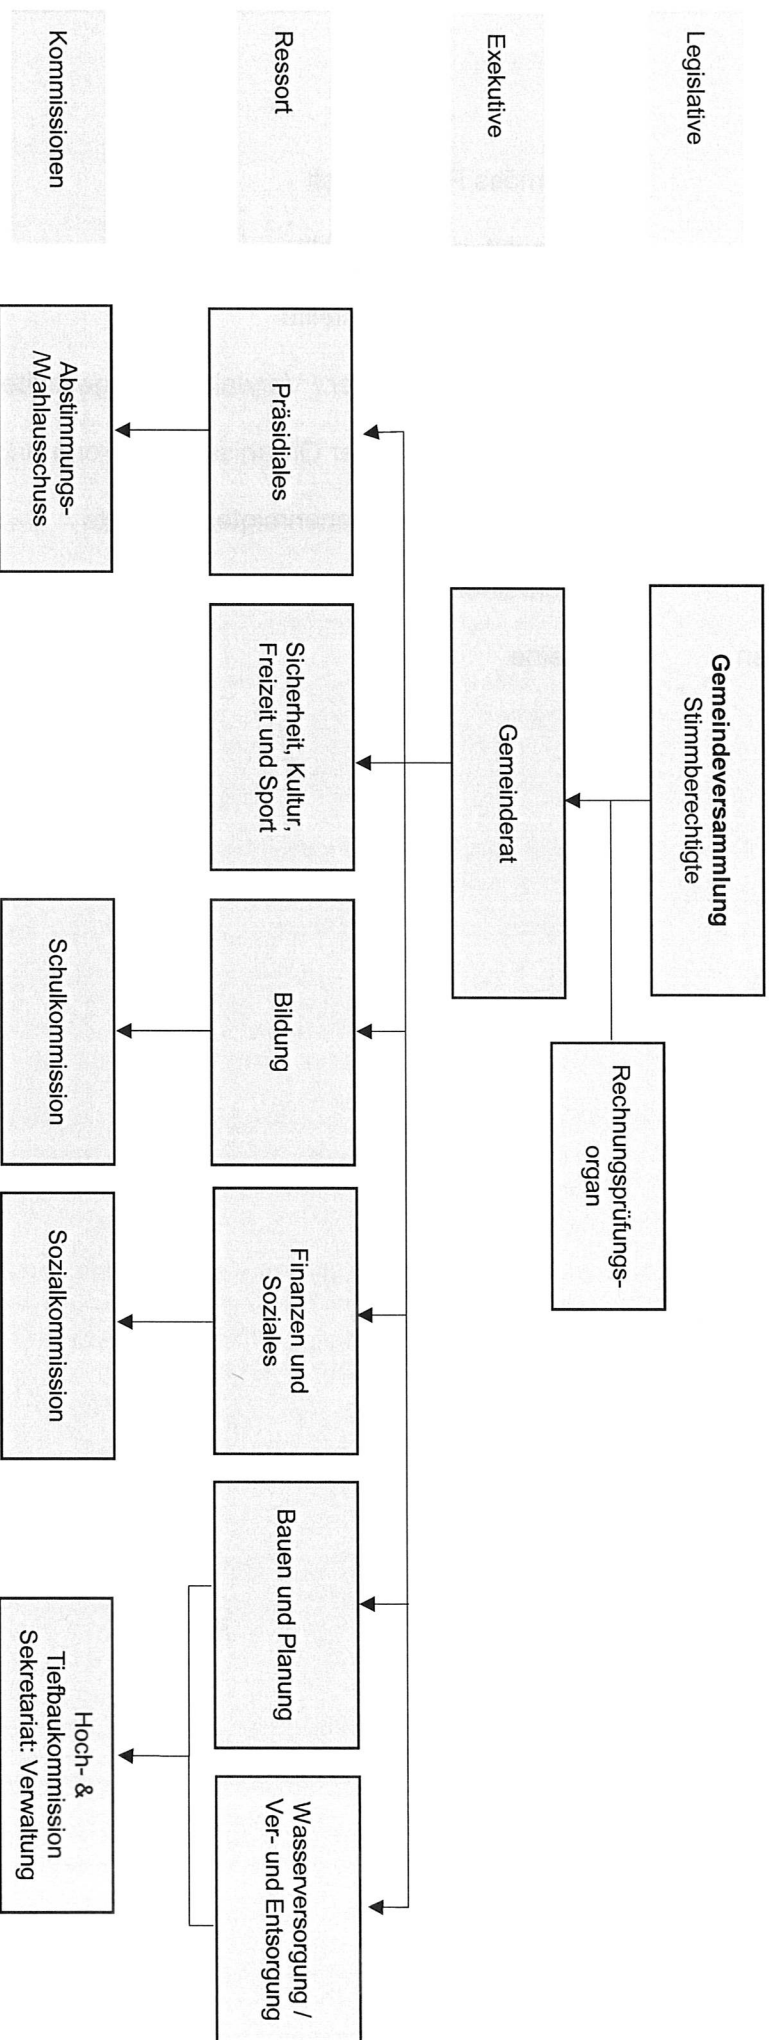 Legislative
Gemeindeversammlung
Stimmberechtigte
Rechnungsprüfungs-
organ
Exekutive
Gemeinderat
Ressort
Präsidiales
Sicherheit, Kultur,
Freizeit und Sport
Bildung
Finanzen und
Soziales
Bauen und Planung
Wasserversorgung /
Ver- und Entsorgung
Kommissionen
Abstimmungs-
/Wahlausschuss
Schulkommission
Sozialkommission
Hoch- &
Tiefbaukommission
Sekretariat: Verwaltung